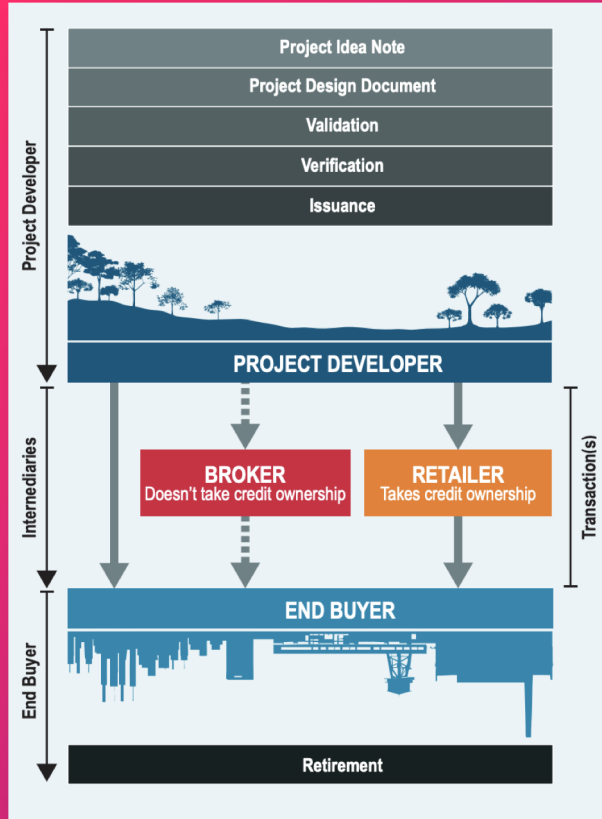 Project Idea Note
Project Design Document
Validation
Verification
Issuance
Project Developer
PROJECT DEVELOPER
Internediaries
BROKER
Doesn't take credit ownership
RETAILER
Takes credit ownership
Transaction(s)
END BUYER
End Buyer
Retirement